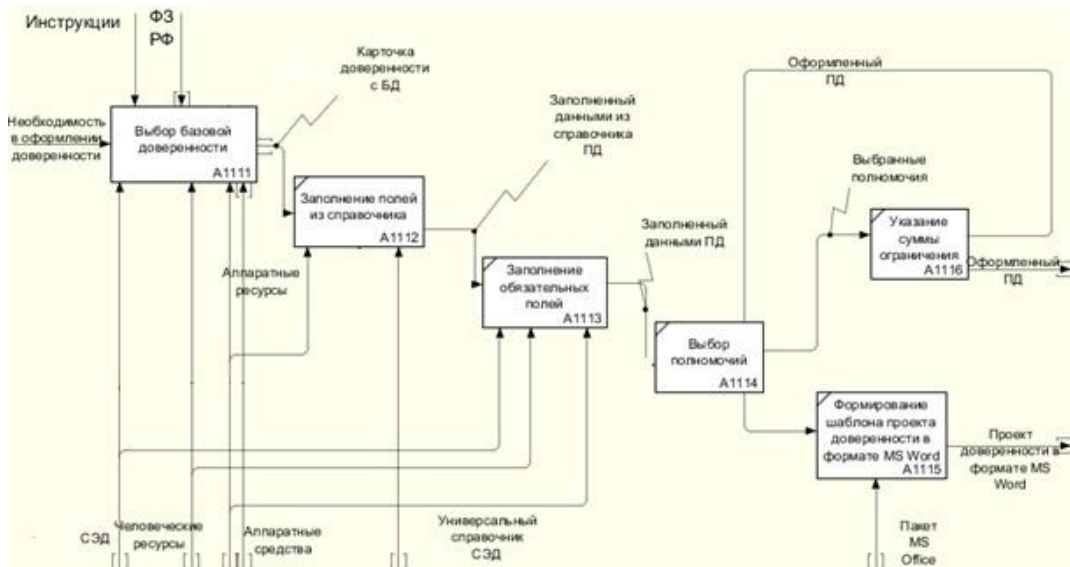 Инструкции
ФЗ
РФ
Необходимость
в оформлении
доверенности
Выбор базовой
доверенности
A1111
Карточка
доверенности
с БД
Заполнение полей
из справочника
A1112
Заполненный
данными из
справочника
ПД
Аппаратные
ресурсы
Заполнение
обязательных
полей
A1113
Заполненный
данными ПД
Выбор
полномочий
A1114
Оформленный
ПД
Выбранные
полномочия
Указание
суммы
ограничения
A1116
Оформленный
ПД
Формирование
шаблона проекта
доверенности в
формате MS Word
A1115
Проект
доверенности в
формате MS
Word
СЭД
Человеческие
ресурсы
Аппаратные
средства
Универсальный
справочник
СЭД
Пакет
MS
Office